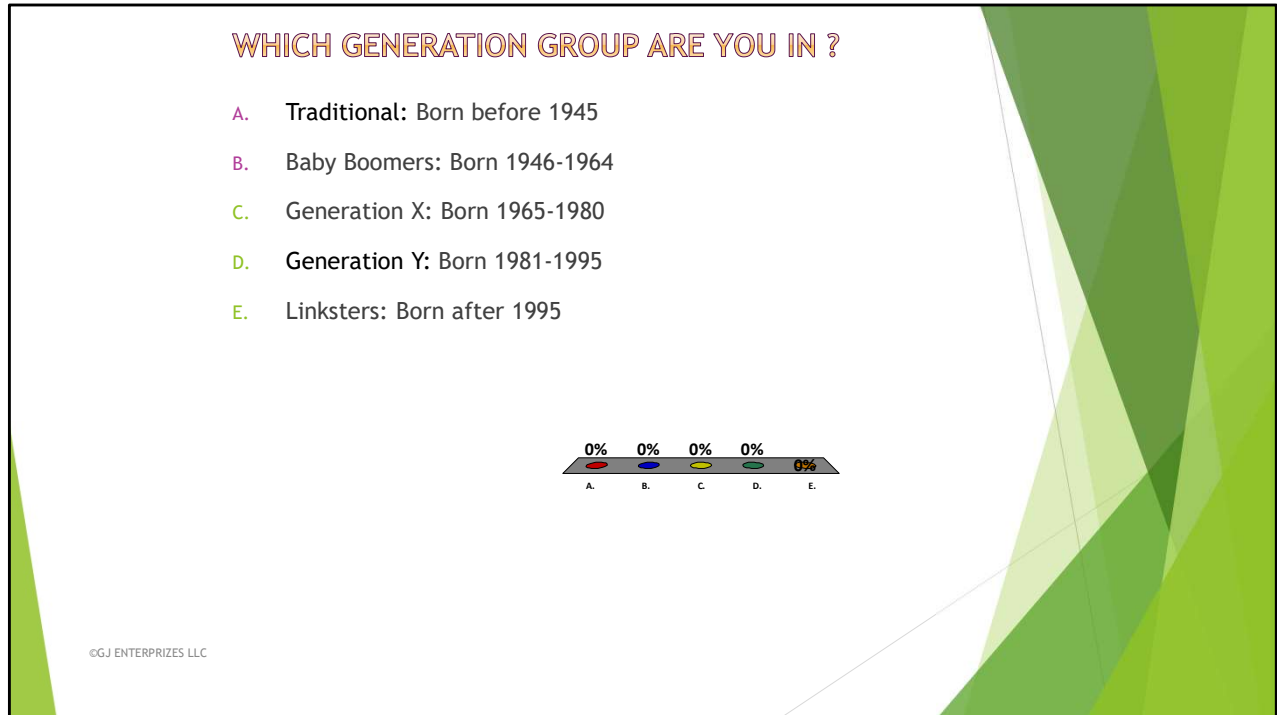 WHICH GENERATION GROUP ARE YOU IN ?
A. Traditional: Born before 1945
B. Baby Boomers: Born 1946-1964
C. Generation X: Born 1965-1980
D. Generation Y: Born 1981-1995
E. Linksters: Born after 1995
0% 0% 0% 0% 0%
A. B. C. D. E.
©GJ ENTERPRIZES LLC